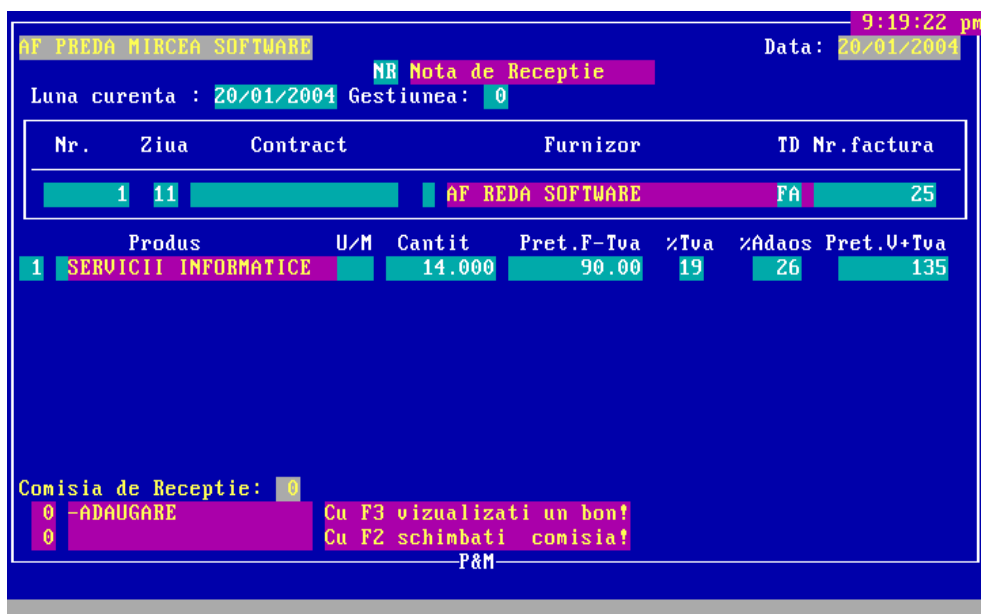 9:19:22 pm
AF PREDA MIRCEA SOFTWARE Data: 20/01/2004
NR Nota de Receptie
Luna curenta : 20/01/2004 Gestiunea: 0
Nr. Ziua Contract Furnizor TD Nr.factura
1 11 AF REDA SOFTWARE FA 25
Produs U/M Cantit Pret.F-Tva %Tva %Adaos Pret.V+Tva
1 SERVICII INFORMATICE 14.000 90.00 19 26 135
Comisia de Receptie: 0
0 -ADAUGARE Cu F3 vizualizati un bon!
0 Cu F2 schimbati comisia!
P&M